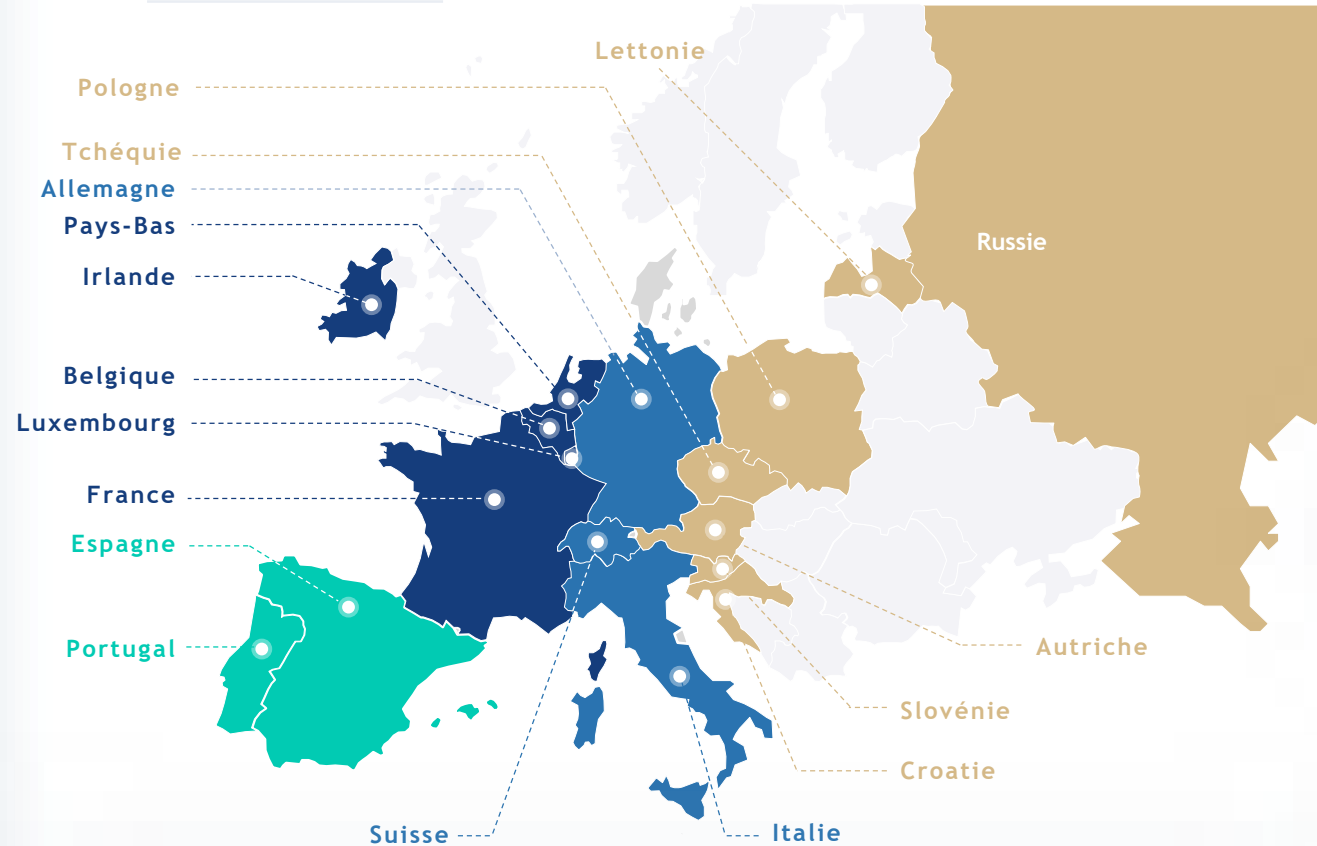 Lettonie
Pologne
Tchéquie
Allemagne
Pays-Bas
Russie
Irlande
Belgique
Luxembourg
France
Espagne
Portugal
Autriche
Slovénie
Croatie
Suisse
Italie